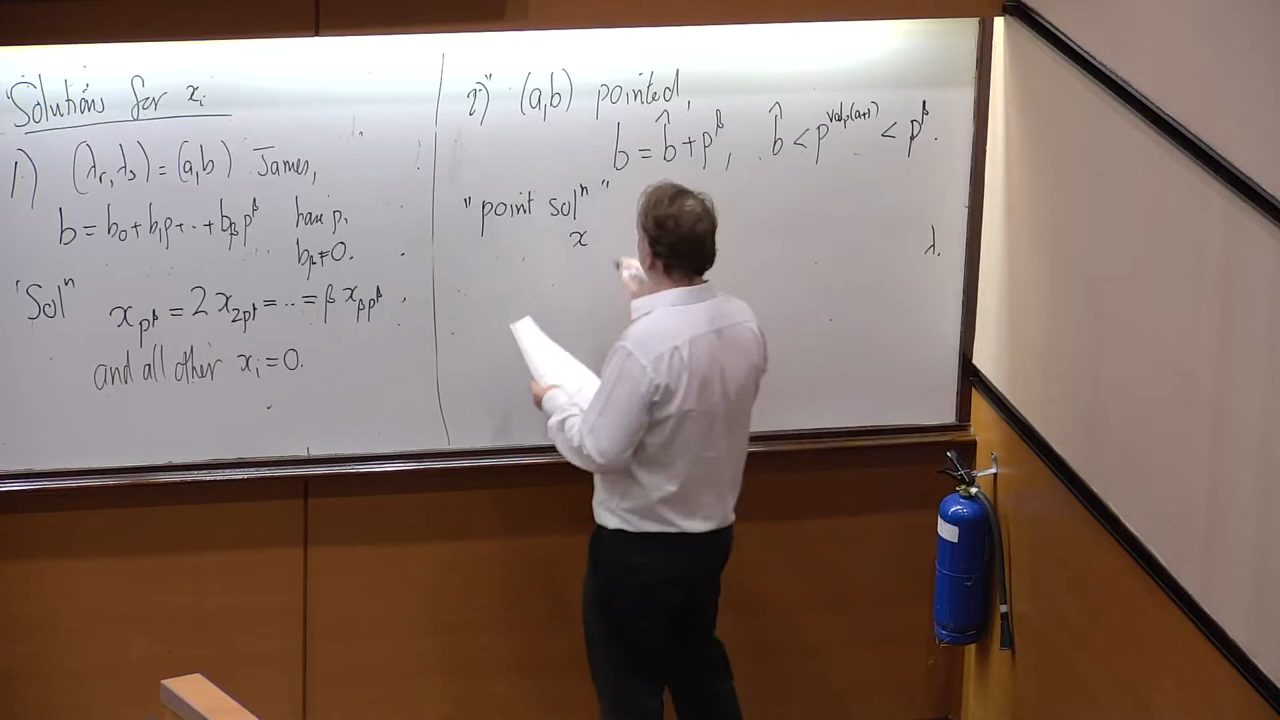 Solutions for xᵢ
1) (λᵣ, λₛ) = (a,b) James,
b = b₀ + b₁p + ·· + b_β p^β base p.
b_β ≠ 0.
'Solⁿ x_{p^β} = 2 x_{2p^β} = ·· = β x_{βp^β}.
and all other xᵢ = 0.
2)" (a,b) pointed,
b = b̂ + p^β, b̂ < p^{val_p(a+1)} < p^β.
"point solⁿ"
x
λ.